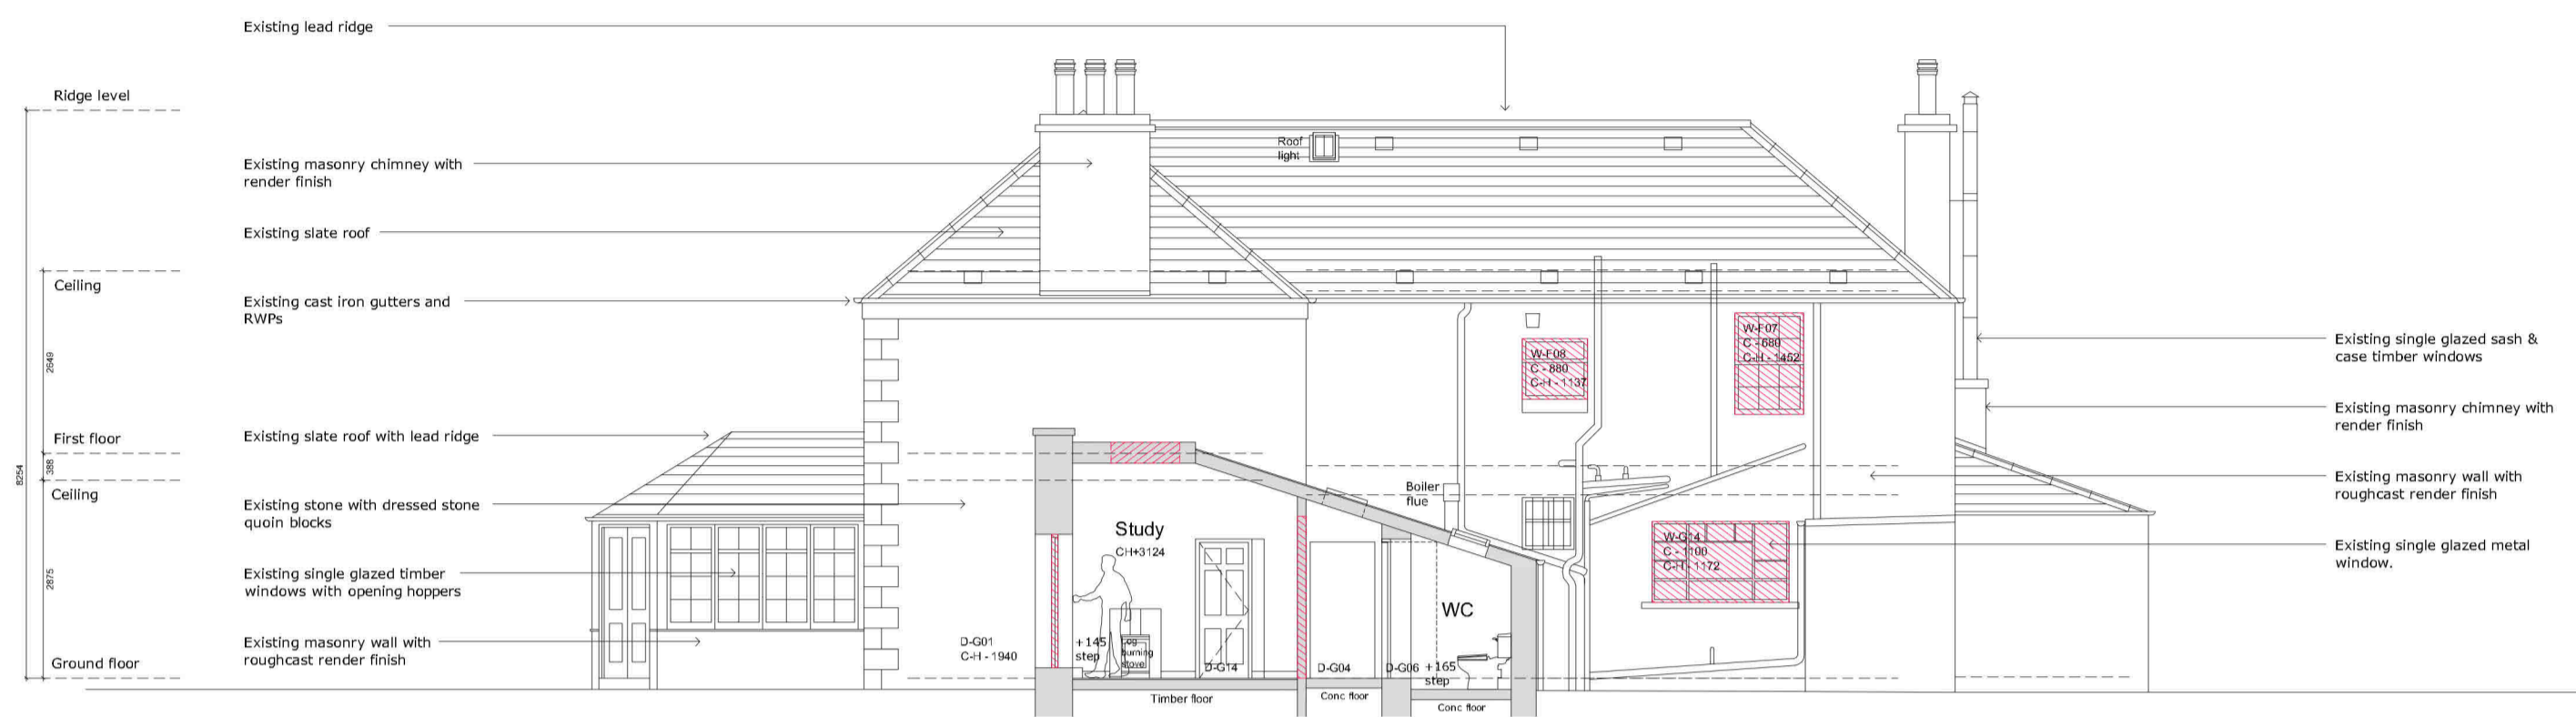 Existing lead ridge
Ridge level
Existing masonry chimney with
render finish
Existing slate roof
Ceiling
Existing cast iron gutters and
RWPs
2649
First floor
Existing slate roof with lead ridge
388
8254
Ceiling
Existing stone with dressed stone
quoin blocks
2875
Existing single glazed timber
windows with opening hoppers
Existing masonry wall with
roughcast render finish
Ground floor
Roof
light
W-F08
C - 880
C-H - 1137
W-F07
C - 680
C-H - 1452
Boiler
flue
Study
CH+3124
W-G14
C - 1100
C-H - 1172
WC
D-G01
C-H - 1940
+145
step
Log
burning
stove
D-G14
D-G04
D-G06
+165
step
Timber floor
Conc floor
Conc floor
Existing single glazed sash &
case timber windows
Existing masonry chimney with
render finish
Existing masonry wall with
roughcast render finish
Existing single glazed metal
window.